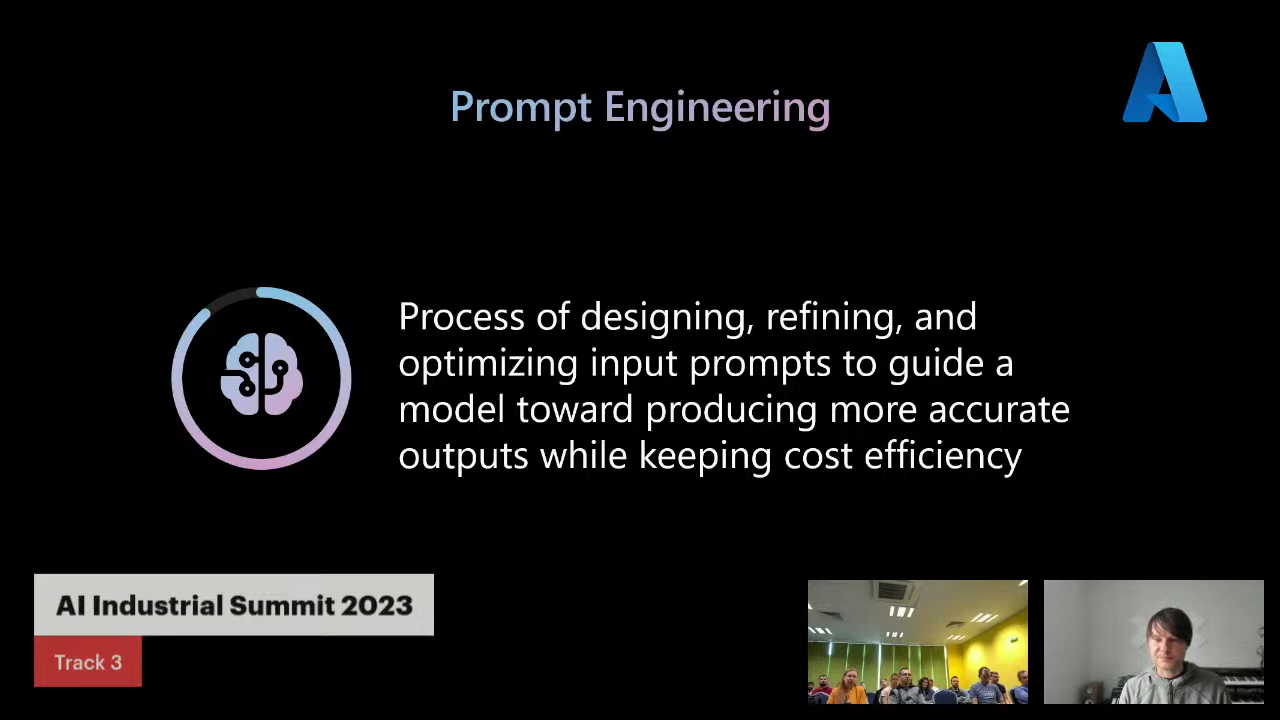 Prompt Engineering
Process of designing, refining, and
optimizing input prompts to guide a
model toward producing more accurate
outputs while keeping cost efficiency
AI Industrial Summit 2023
Track 3